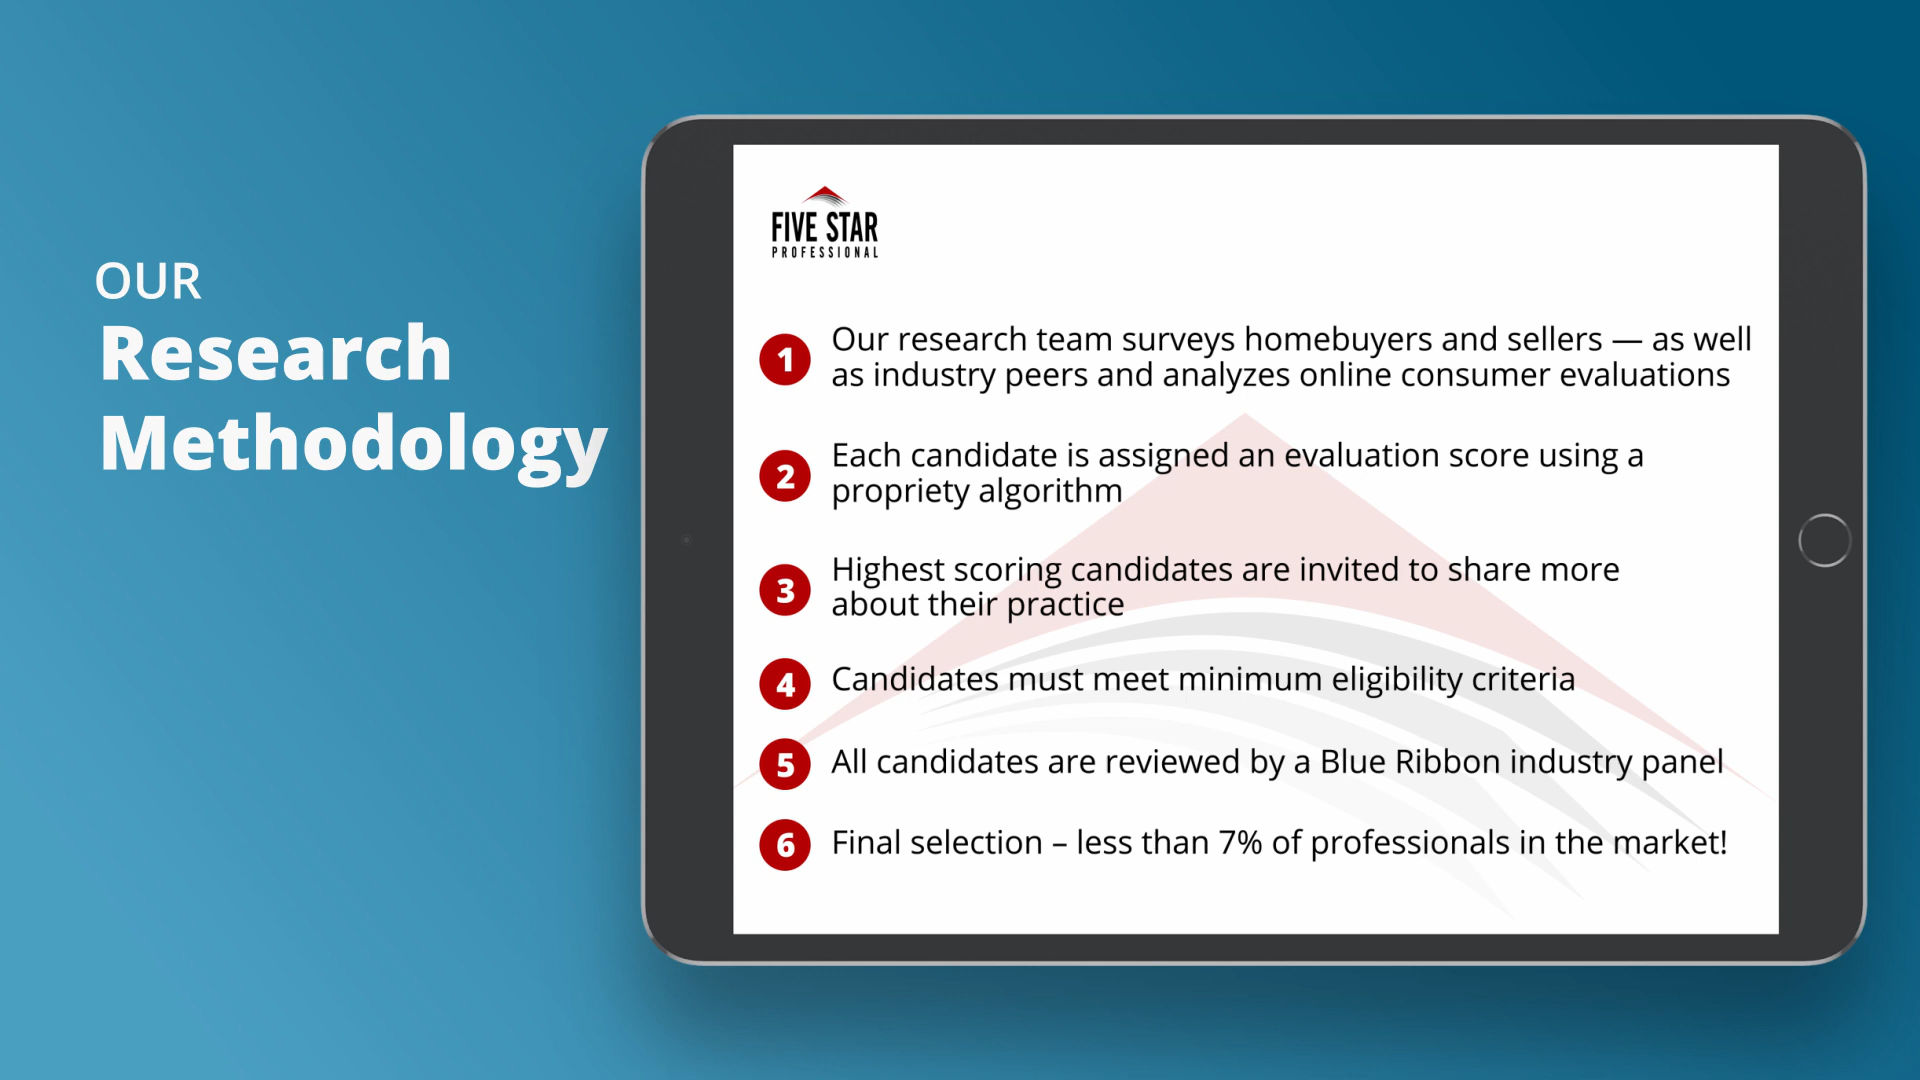 OUR
Research
Methodology
FIVE STAR
PROFESSIONAL
1 Our research team surveys homebuyers and sellers — as well
as industry peers and analyzes online consumer evaluations
2 Each candidate is assigned an evaluation score using a
propriety algorithm
3 Highest scoring candidates are invited to share more
about their practice
4 Candidates must meet minimum eligibility criteria
5 All candidates are reviewed by a Blue Ribbon industry panel
6 Final selection – less than 7% of professionals in the market!